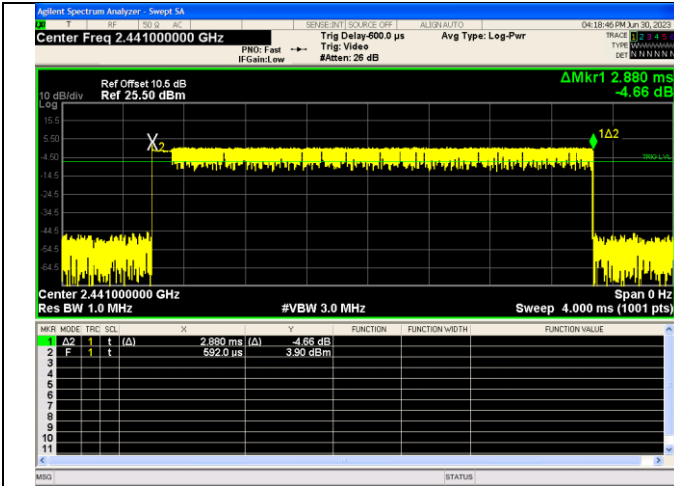 Agilent Spectrum Analyzer - Swept SA
T RF 50 Ω AC SENSE:INT SOURCE OFF ALIGN AUTO 04:18:46 PM Jun 30, 2023
Center Freq 2.441000000 GHz Trig Delay-600.0 µs Avg Type: Log-Pwr TRACE 1 2 3 4 5 6
PNO: Fast Trig: Video TYPE WWWWWW
IFGain:Low #Atten: 26 dB DET N N N N N N
ΔMkr1 2.880 ms
Ref Offset 10.5 dB
10 dB/div Ref 25.50 dBm -4.66 dB
Log
15.5
5.50
X2 1Δ2
-4.50 TRIG LVL
-14.5
-24.5
-34.5
-44.5
-54.5
-64.5
Center 2.441000000 GHz Span 0 Hz
Res BW 1.0 MHz #VBW 3.0 MHz Sweep 4.000 ms (1001 pts)
MKR MODE TRC SCL X Y FUNCTION FUNCTION WIDTH FUNCTION VALUE
1 Δ2 1 t (Δ) 2.880 ms (Δ) -4.66 dB
2 F 1 t 592.0 µs 3.90 dBm
3
4
5
6
7
8
9
10
11
MSG STATUS